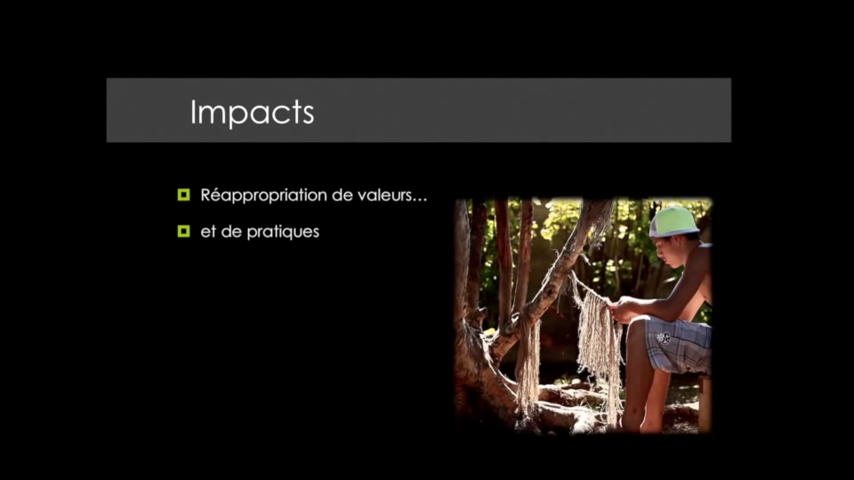 Impacts
Réappropriation de valeurs...
et de pratiques